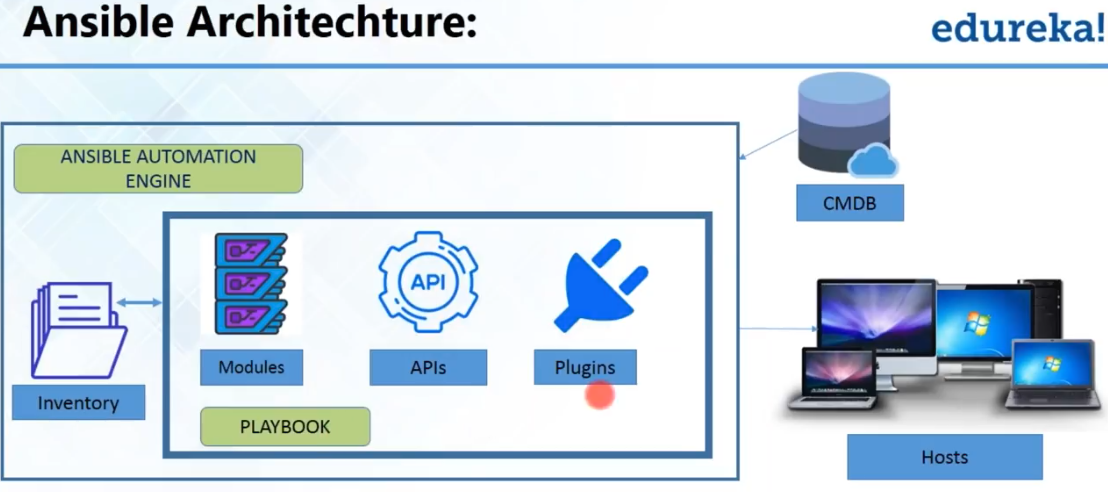 Ansible Architechture:
edureka!
ANSIBLE AUTOMATION
ENGINE
CMDB
API
Modules
APIs
Plugins
Inventory
PLAYBOOK
Hosts